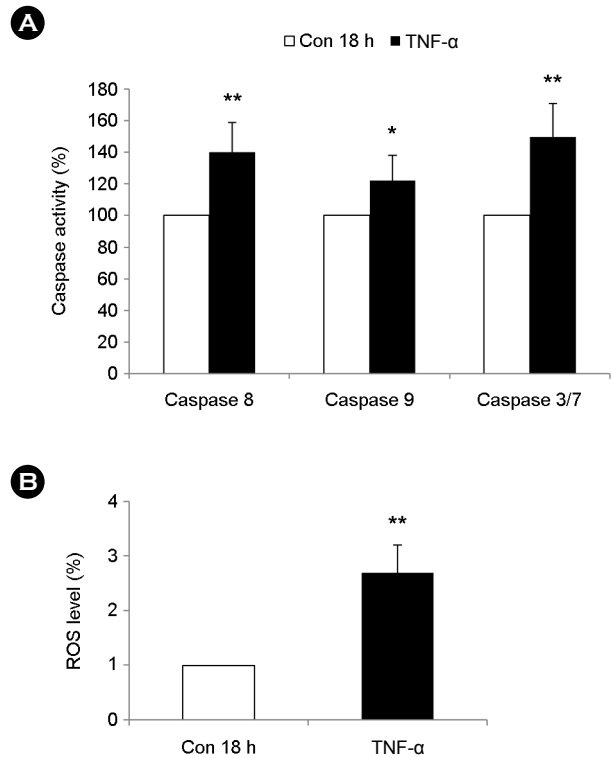 A
Con 18 h TNF-α
Caspase activity (%)
180
160
140
120
100
80
60
40
20
0
** * **
Caspase 8 Caspase 9 Caspase 3/7
B
ROS level (%)
4
3
2
1
0
**
Con 18 h TNF-α